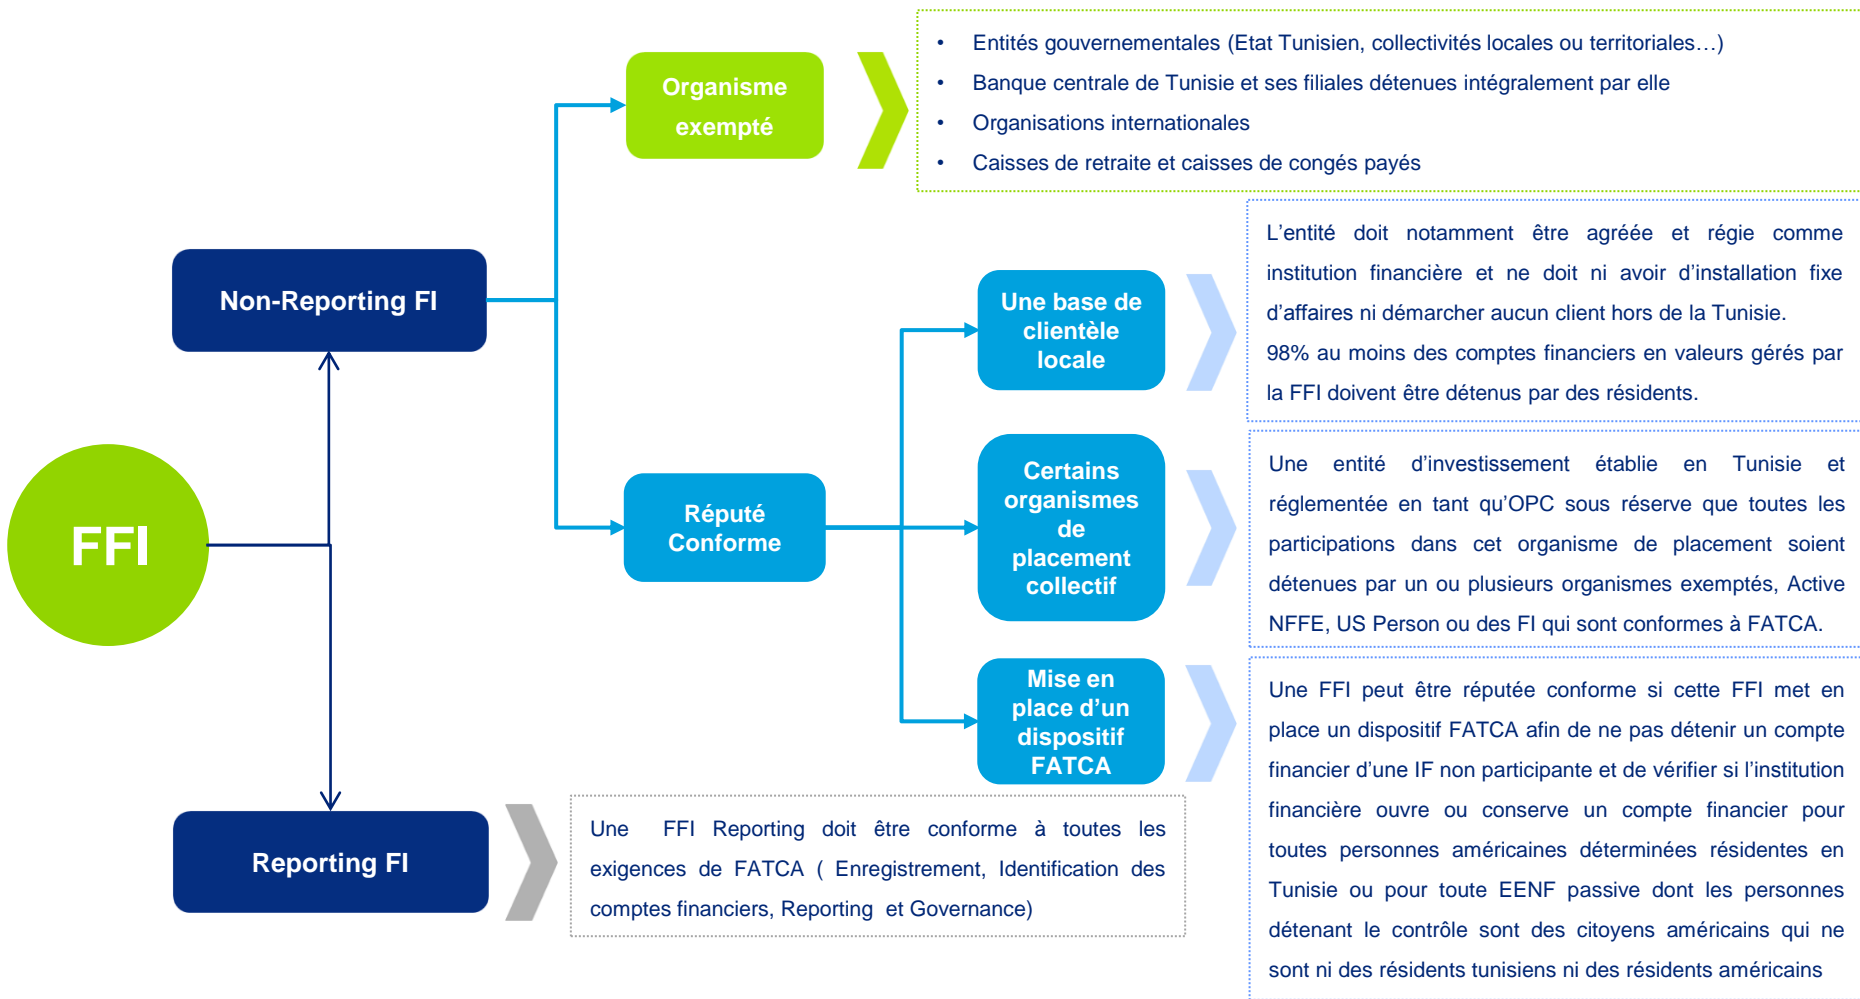 FFI
Non-Reporting FI
Organisme
exempté
• Entités gouvernementales (Etat Tunisien, collectivités locales ou territoriales…)
• Banque centrale de Tunisie et ses filiales détenues intégralement par elle
• Organisations internationales
• Caisses de retraite et caisses de congés payés
Réputé
Conforme
Une base de
clientèle
locale
L’entité doit notamment être agréée et régie comme
institution financière et ne doit ni avoir d’installation fixe
d’affaires ni démarcher aucun client hors de la Tunisie.
98% au moins des comptes financiers en valeurs gérés par
la FFI doivent être détenus par des résidents.
Certains
organismes
de
placement
collectif
Une entité d’investissement établie en Tunisie et
réglementée en tant qu’OPC sous réserve que toutes les
participations dans cet organisme de placement soient
détenues par un ou plusieurs organismes exemptés, Active
NFFE, US Person ou des FI qui sont conformes à FATCA.
Mise en
place d’un
dispositif
FATCA
Une FFI peut être réputée conforme si cette FFI met en
place un dispositif FATCA afin de ne pas détenir un compte
financier d’une IF non participante et de vérifier si l’institution
financière ouvre ou conserve un compte financier pour
toutes personnes américaines déterminées résidentes en
Tunisie ou pour toute EENF passive dont les personnes
détenant le contrôle sont des citoyens américains qui ne
sont ni des résidents tunisiens ni des résidents américains
Reporting FI
Une FFI Reporting doit être conforme à toutes les
exigences de FATCA ( Enregistrement, Identification des
comptes financiers, Reporting et Governance)